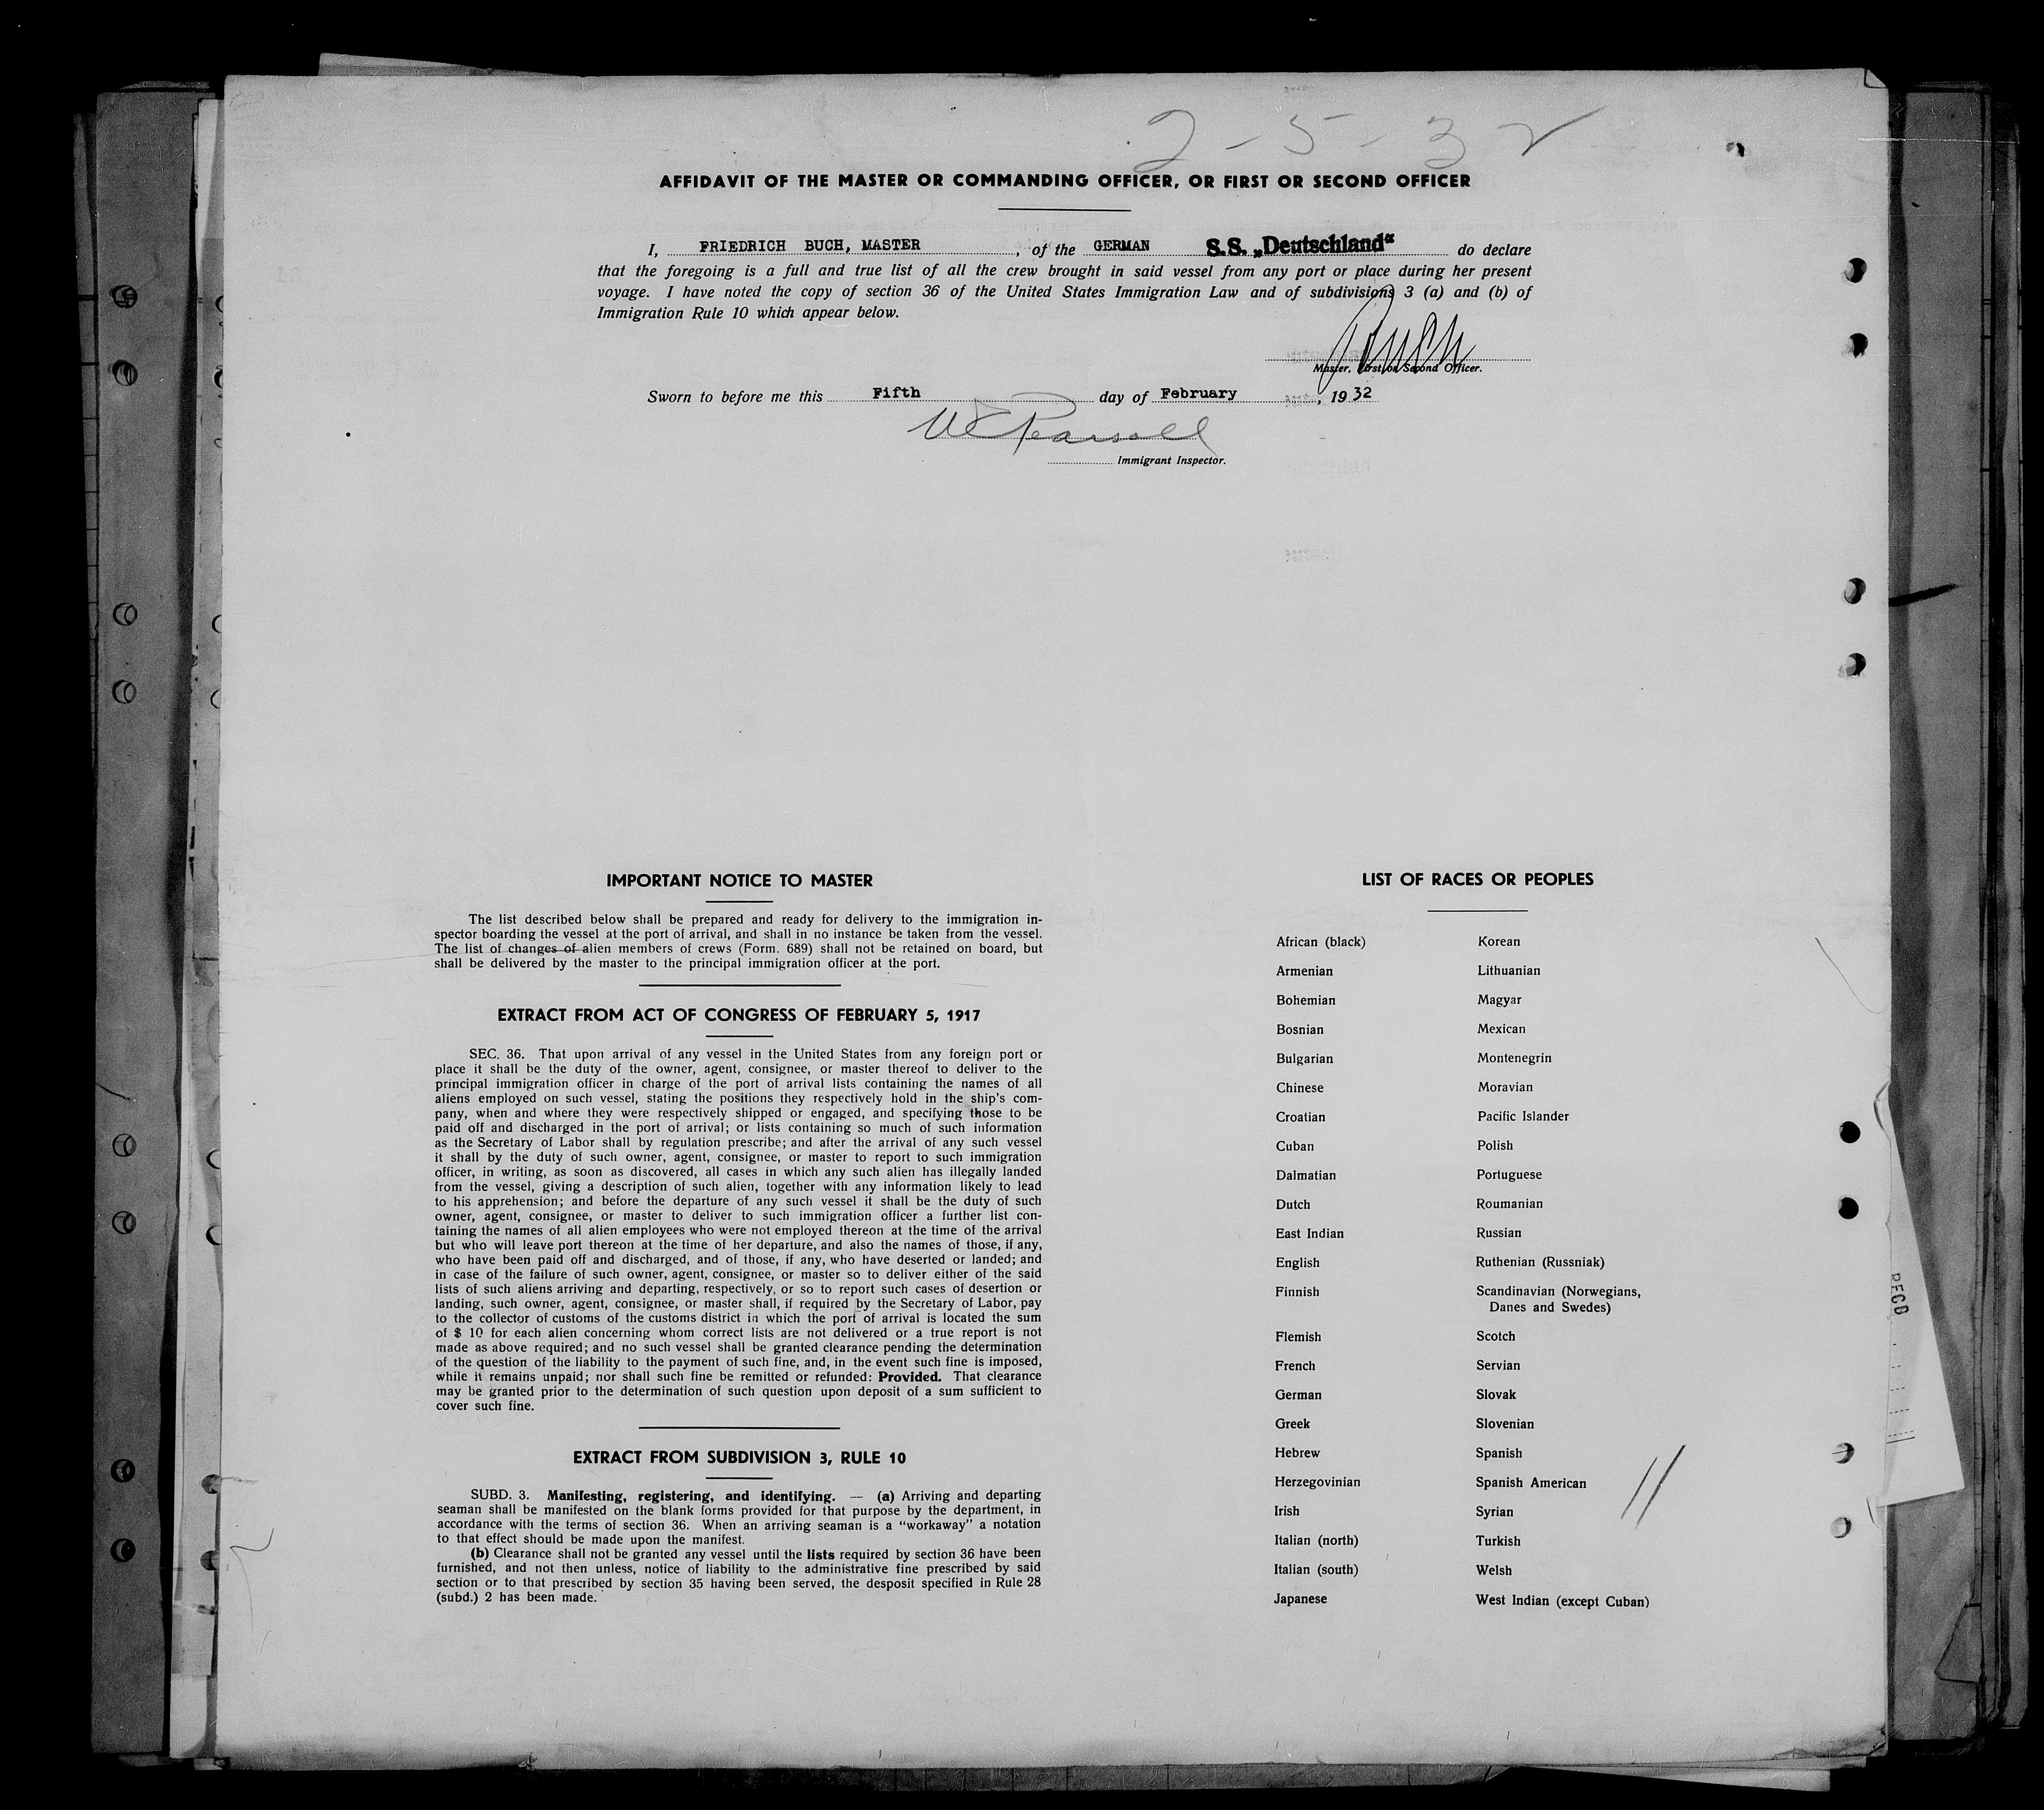 2-5-32
AFFIDAVIT OF THE MASTER OR COMMANDING OFFICER, OR FIRST OR SECOND OFFICER
I, FRIEDRICH BUCH, MASTER, of the GERMAN S.S. „Deutschland“ do declare
that the foregoing is a full and true list of all the crew brought in said vessel from any port or place during her present
voyage. I have noted the copy of section 36 of the United States Immigration Law and of subdivisions 3 (a) and (b) of
Immigration Rule 10 which appear below.
Buch
Master, First or Second Officer.
Sworn to before me this Fifth day of February, 1932
W E Pearsall
Immigrant Inspector.
IMPORTANT NOTICE TO MASTER
The list described below shall be prepared and ready for delivery to the immigration in-
spector boarding the vessel at the port of arrival, and shall in no instance be taken from the vessel.
The list of changes of alien members of crews (Form. 689) shall not be retained on board, but
shall be delivered by the master to the principal immigration officer at the port.
EXTRACT FROM ACT OF CONGRESS OF FEBRUARY 5, 1917
SEC. 36. That upon arrival of any vessel in the United States from any foreign port or
place it shall be the duty of the owner, agent, consignee, or master thereof to deliver to the
principal immigration officer in charge of the port of arrival lists containing the names of all
aliens employed on such vessel, stating the positions they respectively hold in the ship's com-
pany, when and where they were respectively shipped or engaged, and specifying those to be
paid off and discharged in the port of arrival; or lists containing so much of such information
as the Secretary of Labor shall by regulation prescribe; and after the arrival of any such vessel
it shall by the duty of such owner, agent, consignee, or master to report to such immigration
officer, in writing, as soon as discovered, all cases in which any such alien has illegally landed
from the vessel, giving a description of such alien, together with any information likely to lead
to his apprehension; and before the departure of any such vessel it shall be the duty of such
owner, agent, consignee, or master to deliver to such immigration officer a further list con-
taining the names of all alien employees who were not employed thereon at the time of the arrival
but who will leave port thereon at the time of her departure, and also the names of those, if any,
who have been paid off and discharged, and of those, if any, who have deserted or landed; and
in case of the failure of such owner, agent, consignee, or master so to deliver either of the said
lists of such aliens arriving and departing, respectively, or so to report such cases of desertion or
landing, such owner, agent, consignee, or master shall, if required by the Secretary of Labor, pay
to the collector of customs of the customs district in which the port of arrival is located the sum
of $ 10 for each alien concerning whom correct lists are not delivered or a true report is not
made as above required; and no such vessel shall be granted clearance pending the determination
of the question of the liability to the payment of such fine, and, in the event such fine is imposed,
while it remains unpaid; nor shall such fine be remitted or refunded: Provided. That clearance
may be granted prior to the determination of such question upon deposit of a sum sufficient to
cover such fine.
EXTRACT FROM SUBDIVISION 3, RULE 10
SUBD. 3. Manifesting, registering, and identifying. — (a) Arriving and departing
seaman shall be manifested on the blank forms provided for that purpose by the department, in
accordance with the terms of section 36. When an arriving seaman is a “workaway” a notation
to that effect should be made upon the manifest.
(b) Clearance shall not be granted any vessel until the lists required by section 36 have been
furnished, and not then unless, notice of liability to the administrative fine prescribed by said
section or to that prescribed by section 35 having been served, the desposit specified in Rule 28
(subd.) 2 has been made.
LIST OF RACES OR PEOPLES
African (black) Korean
Armenian Lithuanian
Bohemian Magyar
Bosnian Mexican
Bulgarian Montenegrin
Chinese Moravian
Croatian Pacific Islander
Cuban Polish
Dalmatian Portuguese
Dutch Roumanian
East Indian Russian
English Ruthenian (Russniak)
Finnish Scandinavian (Norwegians,
Danes and Swedes)
Flemish Scotch
French Servian
German Slovak
Greek Slovenian
Hebrew Spanish
Herzegovinian Spanish American
Irish Syrian
Italian (north) Turkish
Italian (south) Welsh
Japanese West Indian (except Cuban)
11
RECD